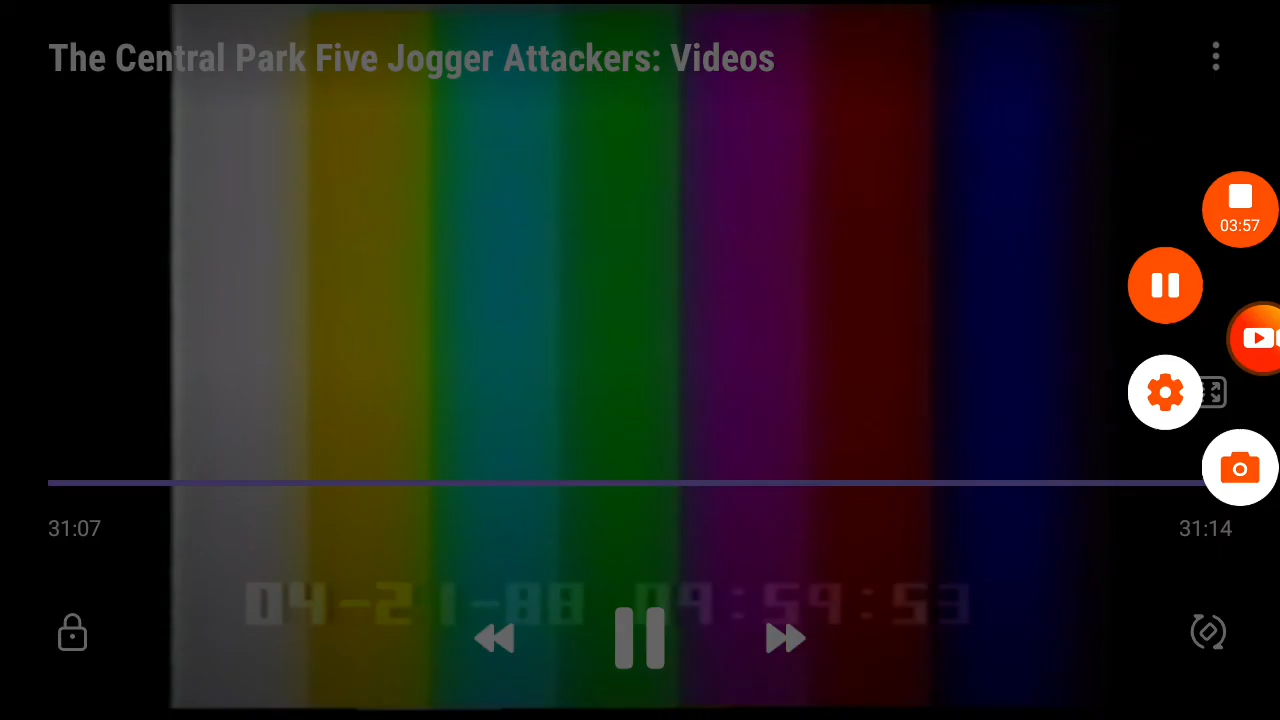 The Central Park Five Jogger Attackers: Videos
03:57
31:07
31:14
04-21-88 09:59:53